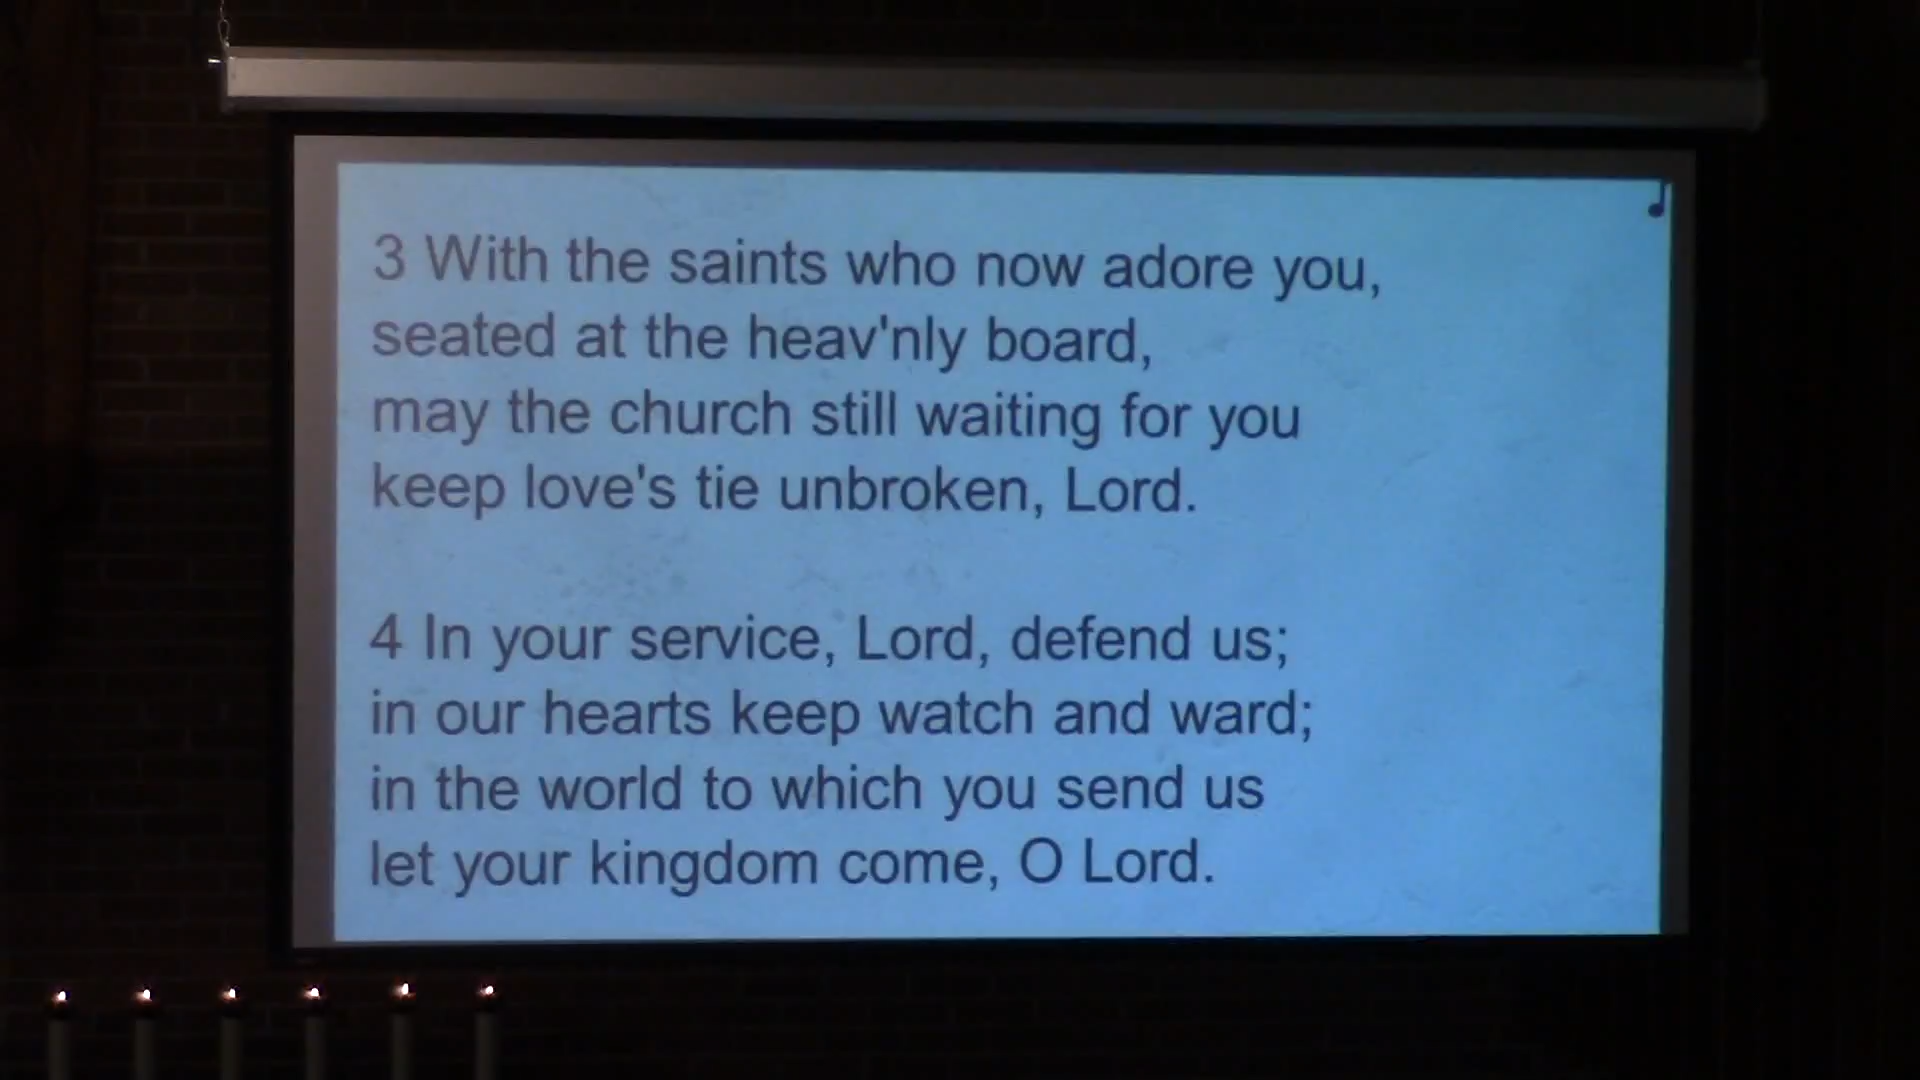 3 With the saints who now adore you,
seated at the heav'nly board,
may the church still waiting for you
keep love's tie unbroken, Lord.
4 In your service, Lord, defend us;
in our hearts keep watch and ward;
in the world to which you send us
let your kingdom come, O Lord.